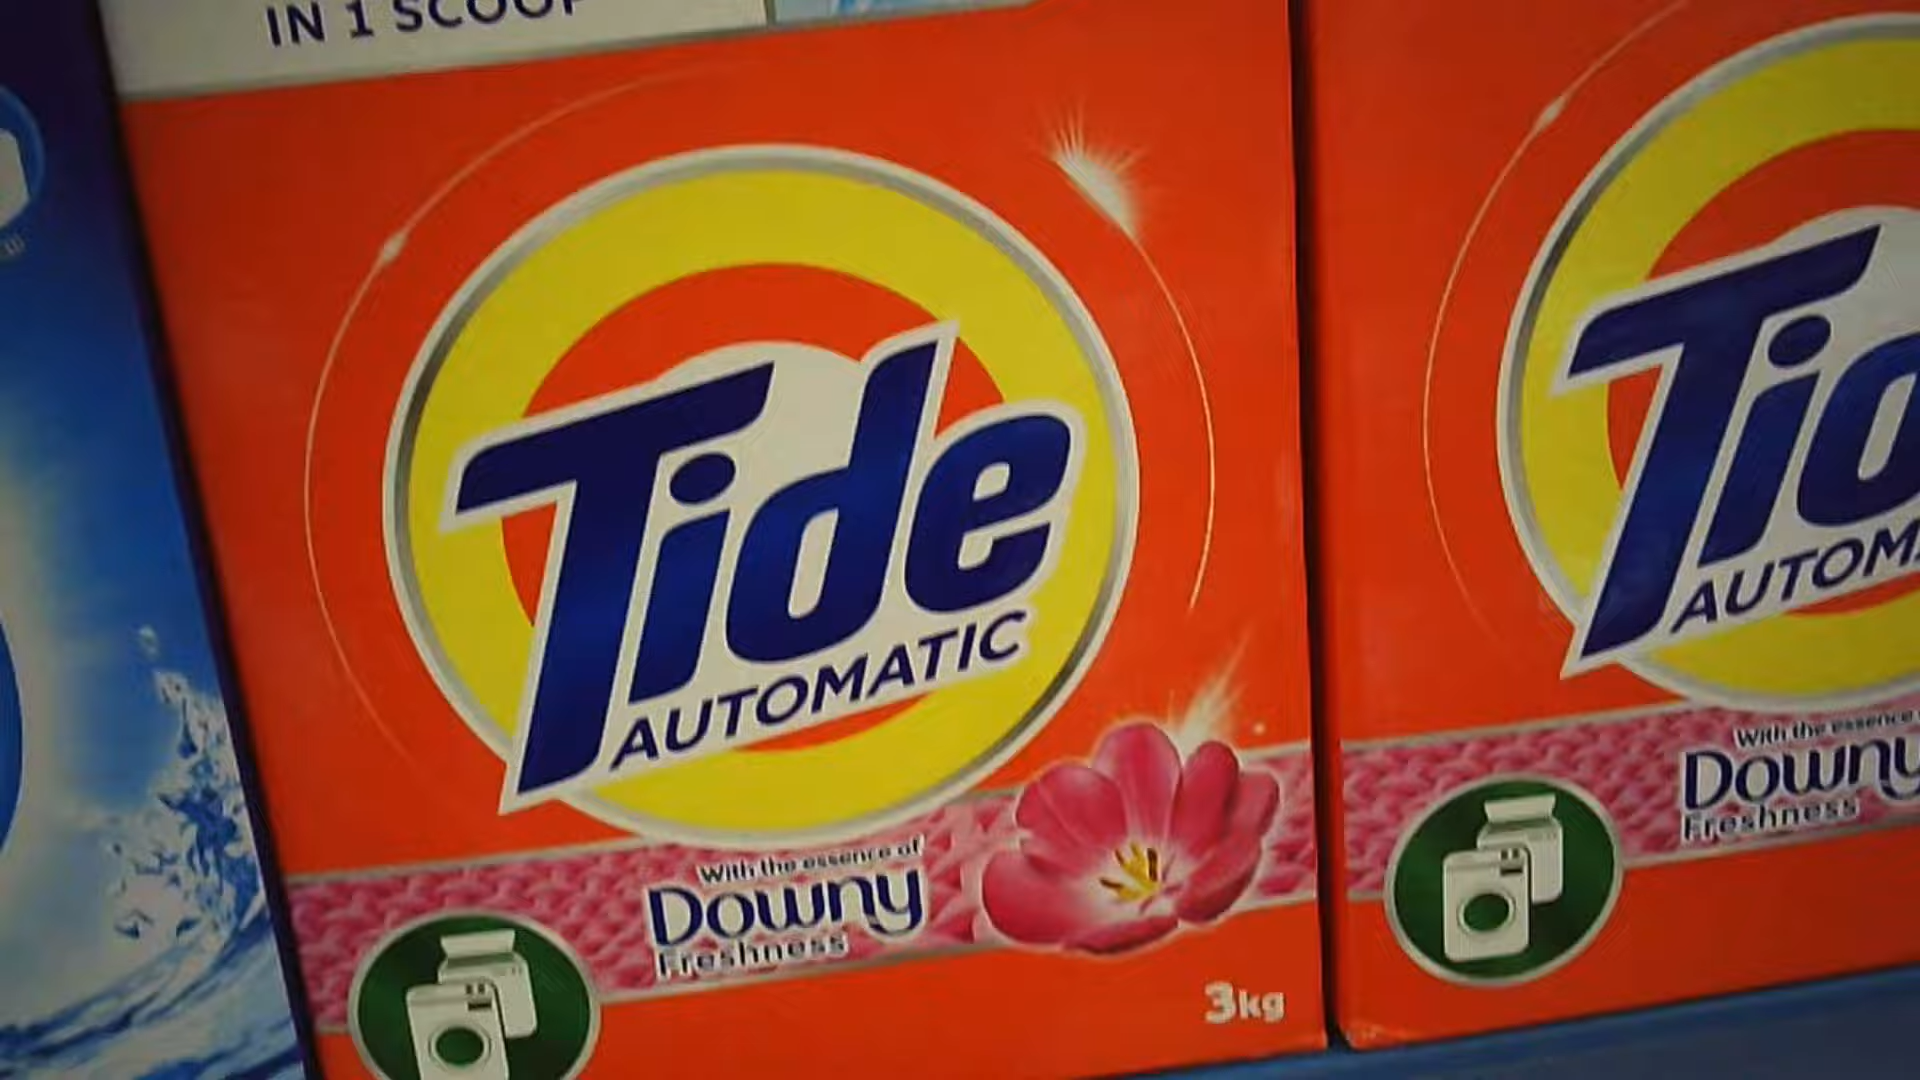 IN 1 SCOOP
Tide
AUTOMATIC
With the essence of
Downy
Freshness
3kg
Tid
AUTOMA
With the essence
Downy
Freshness